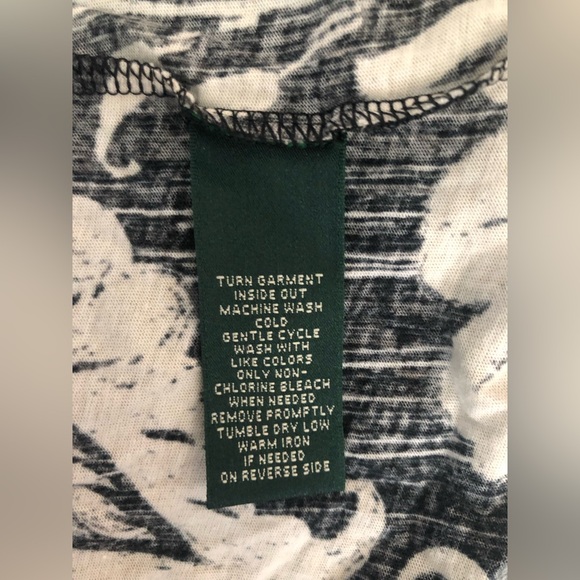 TURN GARMENT
INSIDE OUT
MACHINE WASH
COLD
GENTLE CYCLE
WASH WITH
LIKE COLORS
ONLY NON-
CHLORINE BLEACH
WHEN NEEDED
REMOVE PROMPTLY
TUMBLE DRY LOW
WARM IRON
IF NEEDED
ON REVERSE SIDE